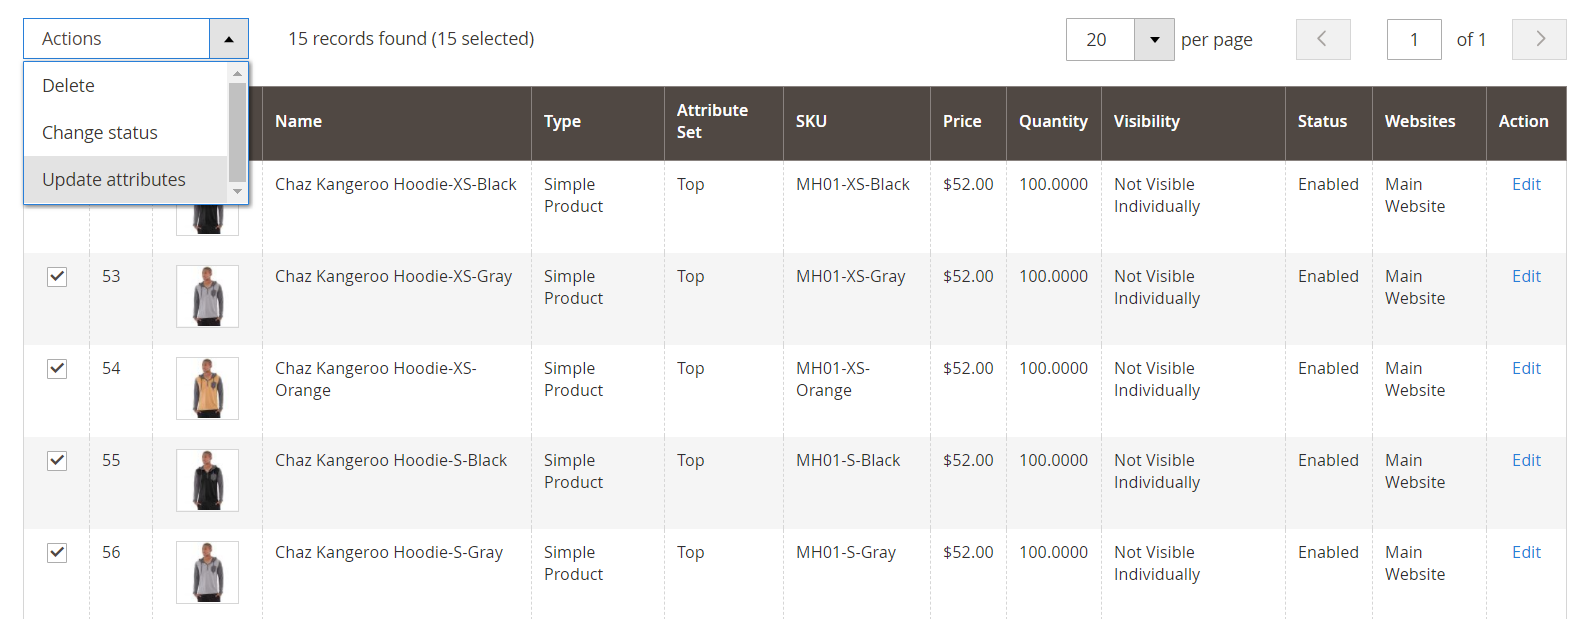 Actions
15 records found (15 selected)
20 per page
1 of 1
Delete
Change status
Update attributes
Name Type Attribute Set SKU Price Quantity Visibility Status Websites Action
Chaz Kangeroo Hoodie-XS-Black Simple Product Top MH01-XS-Black $52.00 100.0000 Not Visible Individually Enabled Main Website Edit
53 Chaz Kangeroo Hoodie-XS-Gray Simple Product Top MH01-XS-Gray $52.00 100.0000 Not Visible Individually Enabled Main Website Edit
54 Chaz Kangeroo Hoodie-XS-Orange Simple Product Top MH01-XS-Orange $52.00 100.0000 Not Visible Individually Enabled Main Website Edit
55 Chaz Kangeroo Hoodie-S-Black Simple Product Top MH01-S-Black $52.00 100.0000 Not Visible Individually Enabled Main Website Edit
56 Chaz Kangeroo Hoodie-S-Gray Simple Product Top MH01-S-Gray $52.00 100.0000 Not Visible Individually Enabled Main Website Edit